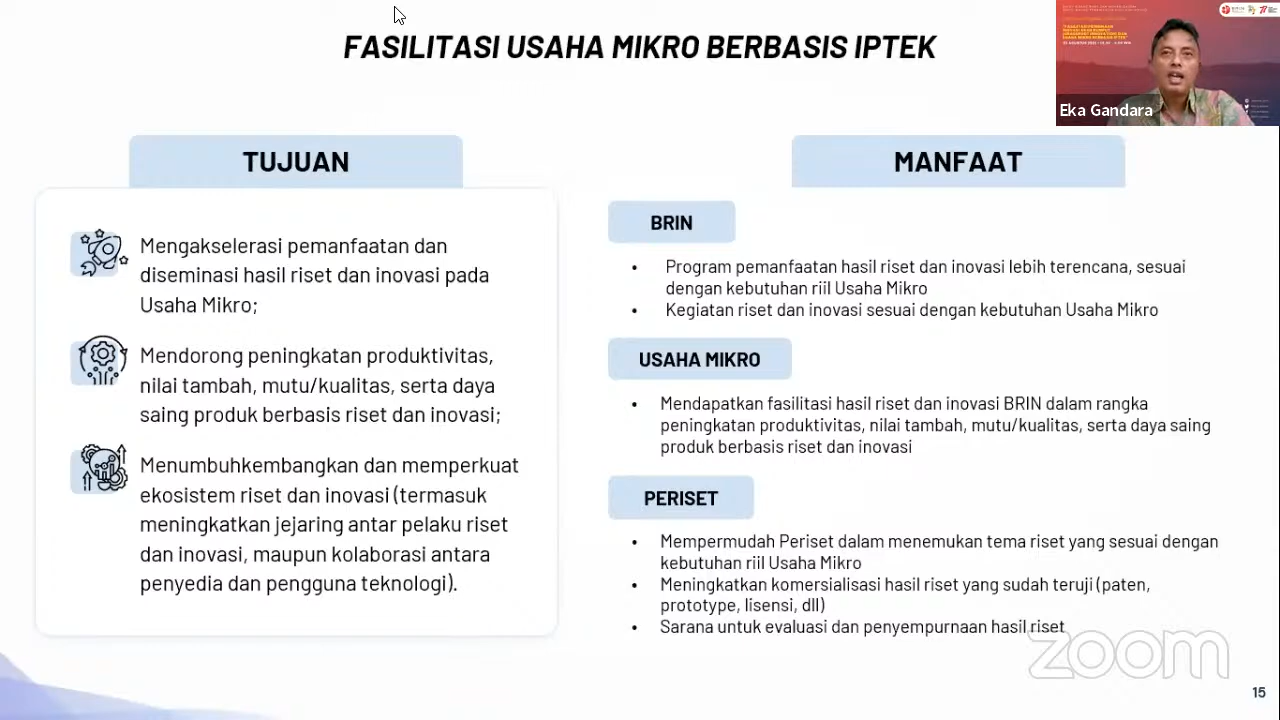 FASILITASI USAHA MIKRO BERBASIS IPTEK
Eka Gandara
TUJUAN
Mengakselerasi pemanfaatan dan
diseminasi hasil riset dan inovasi pada
Usaha Mikro;
Mendorong peningkatan produktivitas,
nilai tambah, mutu/kualitas, serta daya
saing produk berbasis riset dan inovasi;
Menumbuhkembangkan dan memperkuat
ekosistem riset dan inovasi (termasuk
meningkatkan jejaring antar pelaku riset
dan inovasi, maupun kolaborasi antara
penyedia dan pengguna teknologi).
MANFAAT
BRIN
• Program pemanfaatan hasil riset dan inovasi lebih terencana, sesuai
dengan kebutuhan riil Usaha Mikro
• Kegiatan riset dan inovasi sesuai dengan kebutuhan Usaha Mikro
USAHA MIKRO
• Mendapatkan fasilitasi hasil riset dan inovasi BRIN dalam rangka
peningkatan produktivitas, nilai tambah, mutu/kualitas, serta daya saing
produk berbasis riset dan inovasi
PERISET
• Mempermudah Periset dalam menemukan tema riset yang sesuai dengan
kebutuhan riil Usaha Mikro
• Meningkatkan komersialisasi hasil riset yang sudah teruji (paten,
prototype, lisensi, dll)
• Sarana untuk evaluasi dan penyempurnaan hasil riset
zoom
15